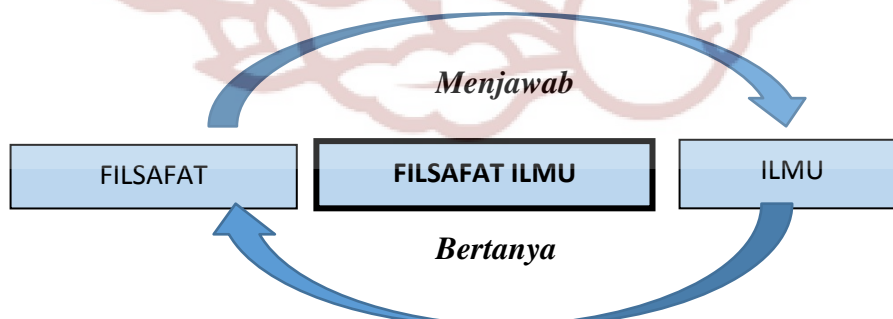 Menjawab
FILSAFAT
FILSAFAT ILMU
ILMU
Bertanya